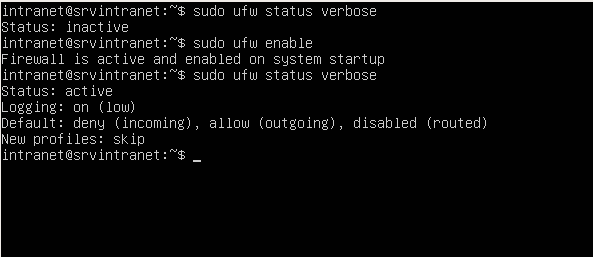 intranet@srvintranet:~$ sudo ufw status verbose
Status: inactive
intranet@srvintranet:~$ sudo ufw enable
Firewall is active and enabled on system startup
intranet@srvintranet:~$ sudo ufw status verbose
Status: active
Logging: on (low)
Default: deny (incoming), allow (outgoing), disabled (routed)
New profiles: skip
intranet@srvintranet:~$ _